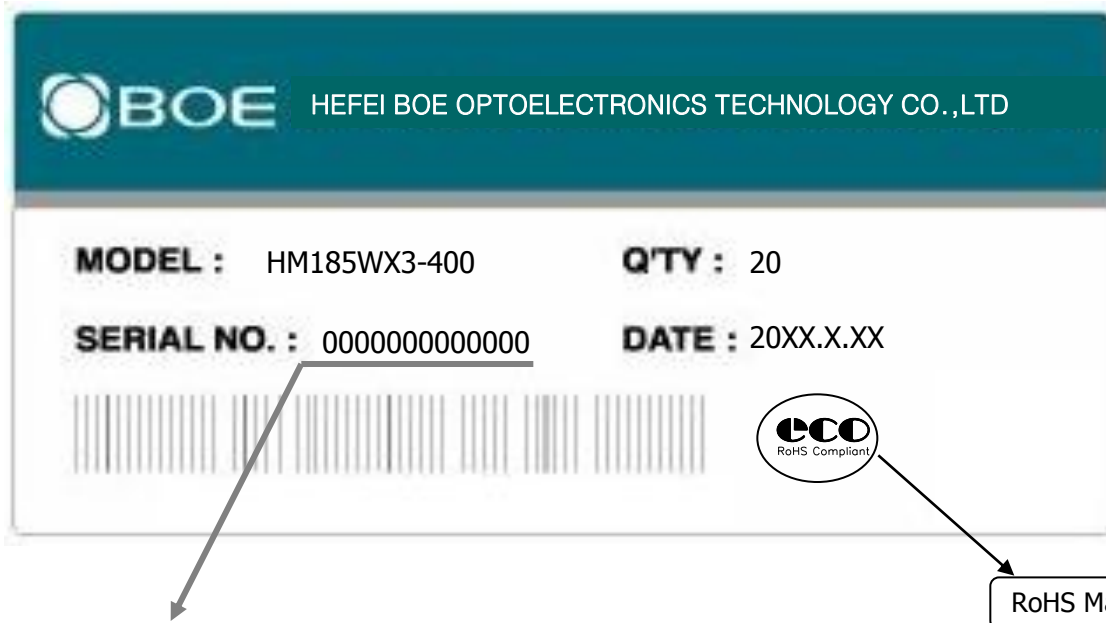 BOE HEFEI BOE OPTOELECTRONICS TECHNOLOGY CO.,LTD
MODEL : HM185WX3-400 Q'TY : 20
SERIAL NO. : 0000000000000 DATE : 20XX.X.XX
eco
RoHS Compliant
RoHS